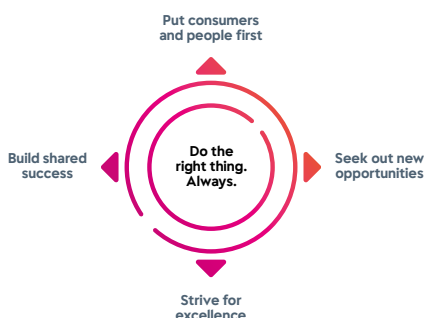 Put consumers
and people first
Build shared
success
Do the
right thing.
Always.
Seek out new
opportunities
Strive for
excellence